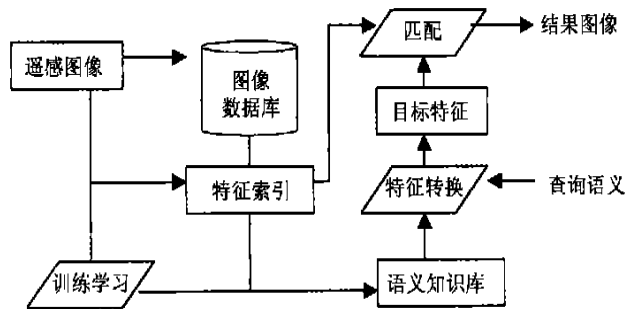 匹配
结果图像
遥感图像
图像
数据库
目标特征
特征索引
特征转换
查询语义
训练学习
语义知识库